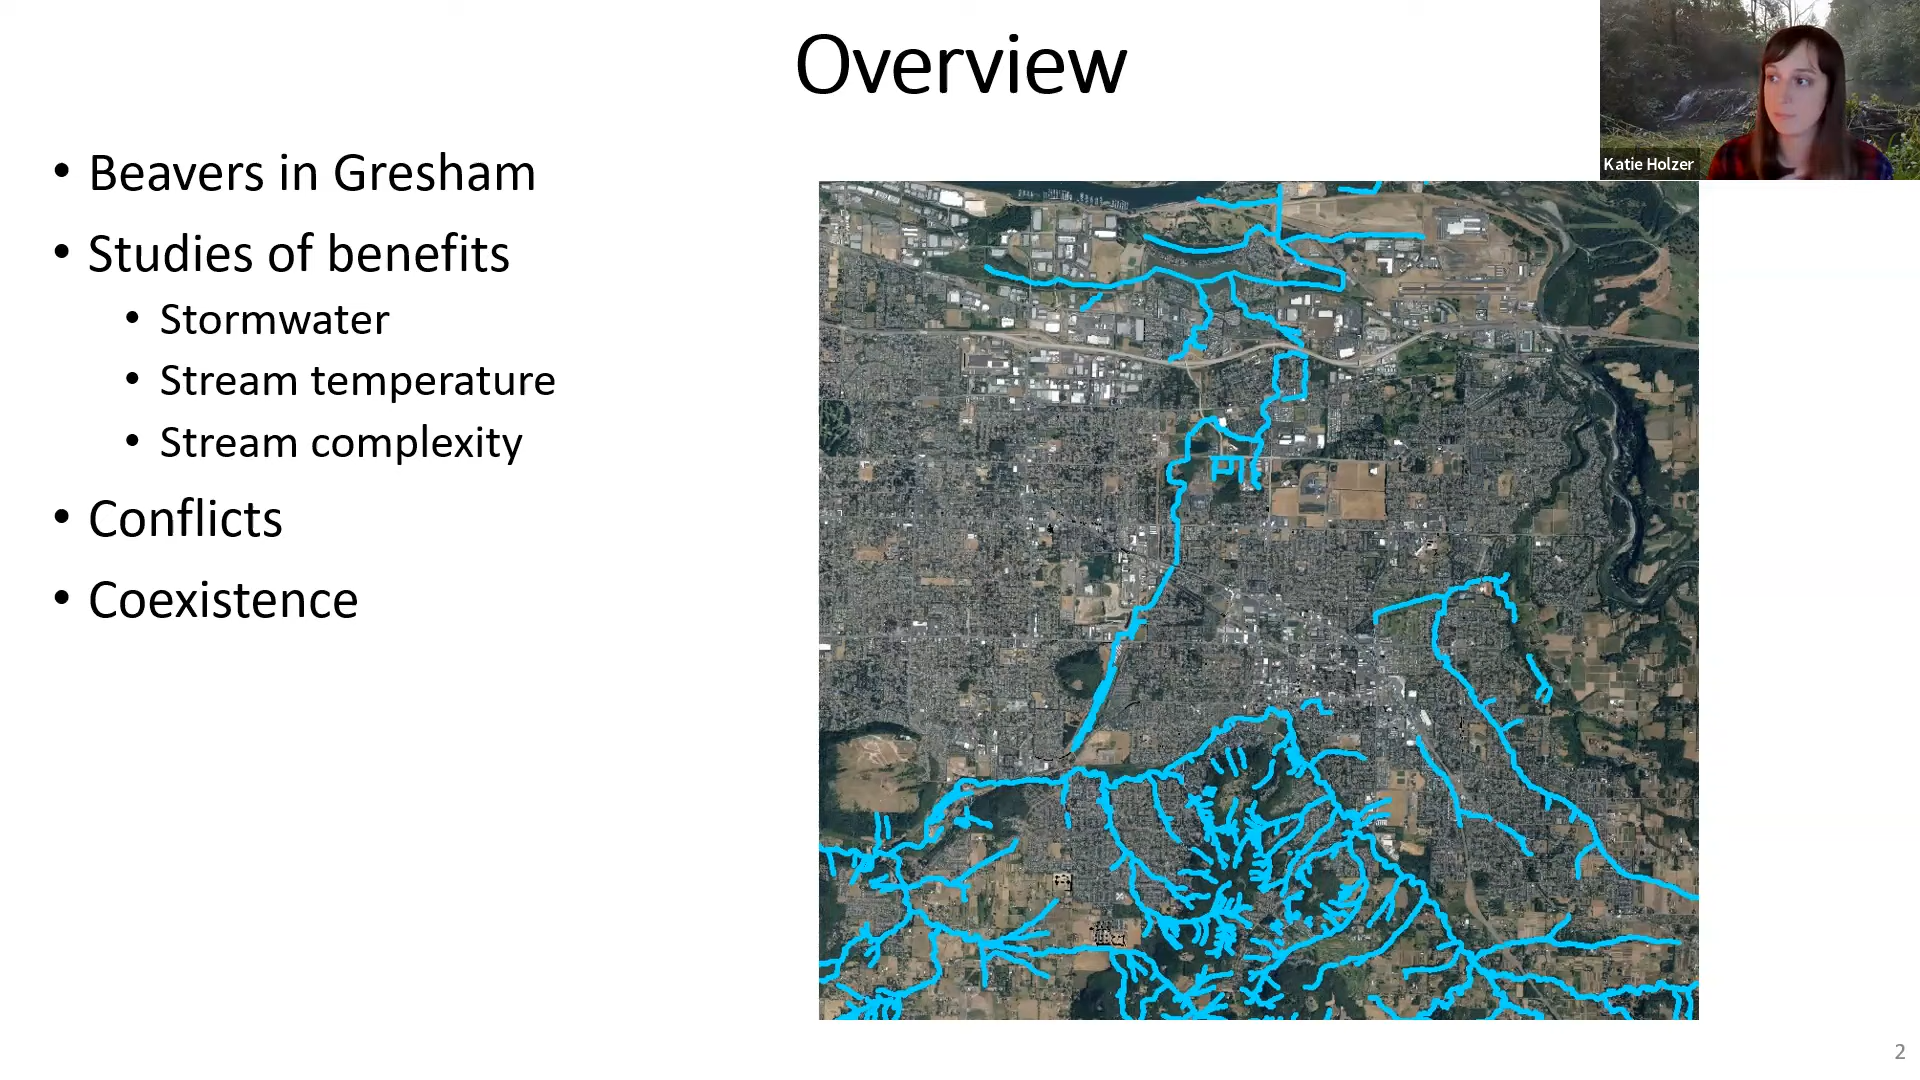 Overview
Katie Holzer
• Beavers in Gresham
• Studies of benefits
• Stormwater
• Stream temperature
• Stream complexity
• Conflicts
• Coexistence
2